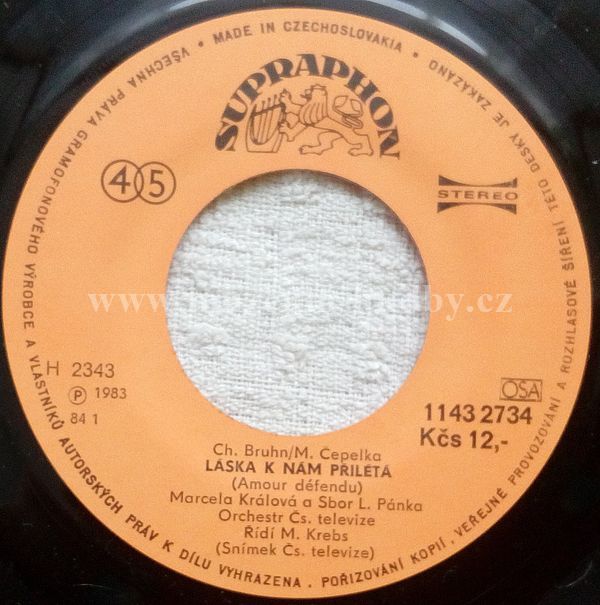 VŠECHNA PRÁVA GRAMOFONOVÉHO VÝROBCE A VLASTNÍKŮ AUTORSKÝCH PRÁV K DÍLU VYHRAZENA. POŘIZOVÁNÍ KOPIÍ, VEŘEJNÉ PROVOZOVÁNÍ A ROZHLASOVÉ ŠÍŘENÍ TÉTO DESKY JE ZAKÁZÁNO • MADE IN CZECHOSLOVAKIA •
SUPRAPHON
45
STEREO
H 2343
Ⓟ 1983
84 1
OSA
1143 2734
Kčs 12,-
Ch. Bruhn/M. Čepelka
LÁSKA K NÁM PŘILÉTÁ
(Amour défendu)
Marcela Králová a Sbor L. Pánka
Orchestr Čs. televize
Řídí M. Krebs
(Snímek Čs. televize)